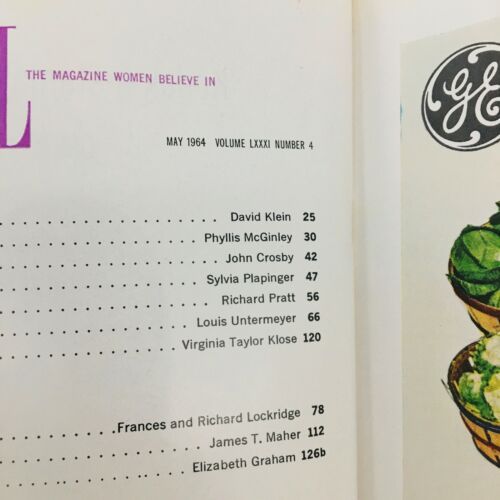 L
THE MAGAZINE WOMEN BELIEVE IN
MAY 1964 VOLUME LXXXI NUMBER 4
. . . . . . . . . . . . . . . . . David Klein 25
. . . . . . . . . . . . . . . Phyllis McGinley 30
. . . . . . . . . . . . . . . . . John Crosby 42
. . . . . . . . . . . . . . . Sylvia Plapinger 47
. . . . . . . . . . . . . . . . Richard Pratt 56
. . . . . . . . . . . . . . Louis Untermeyer 66
. . . . . . . . . . . . . Virginia Taylor Klose 120
. . . . . . . . Frances and Richard Lockridge 78
. . . . . . . . . . . . . . . James T. Maher 112
. . . . . . . . . . . . . . Elizabeth Graham 126b
GE